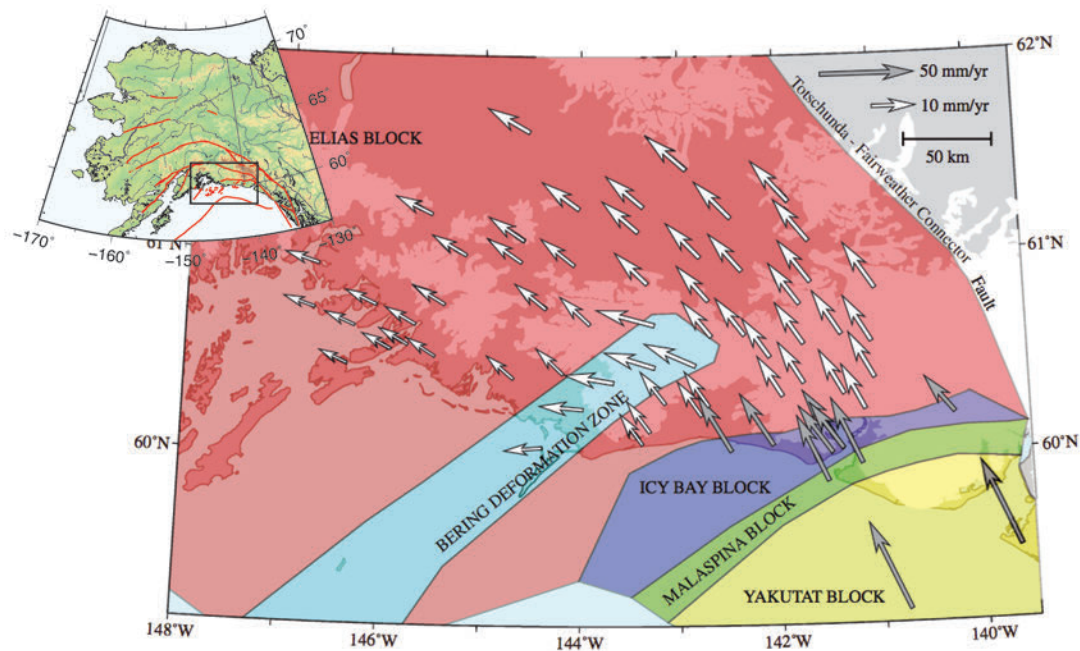 70°
65°
60°
−170°
−160°
−150°
−140°
−130°
62°N
50 mm/yr
10 mm/yr
50 km
Totschunda - Fairweather Connector Fault
ELIAS BLOCK
61°N
61°N
60°N
60°N
BERING DEFORMATION ZONE
ICY BAY BLOCK
MALASPINA BLOCK
YAKUTAT BLOCK
148°W
146°W
144°W
142°W
140°W